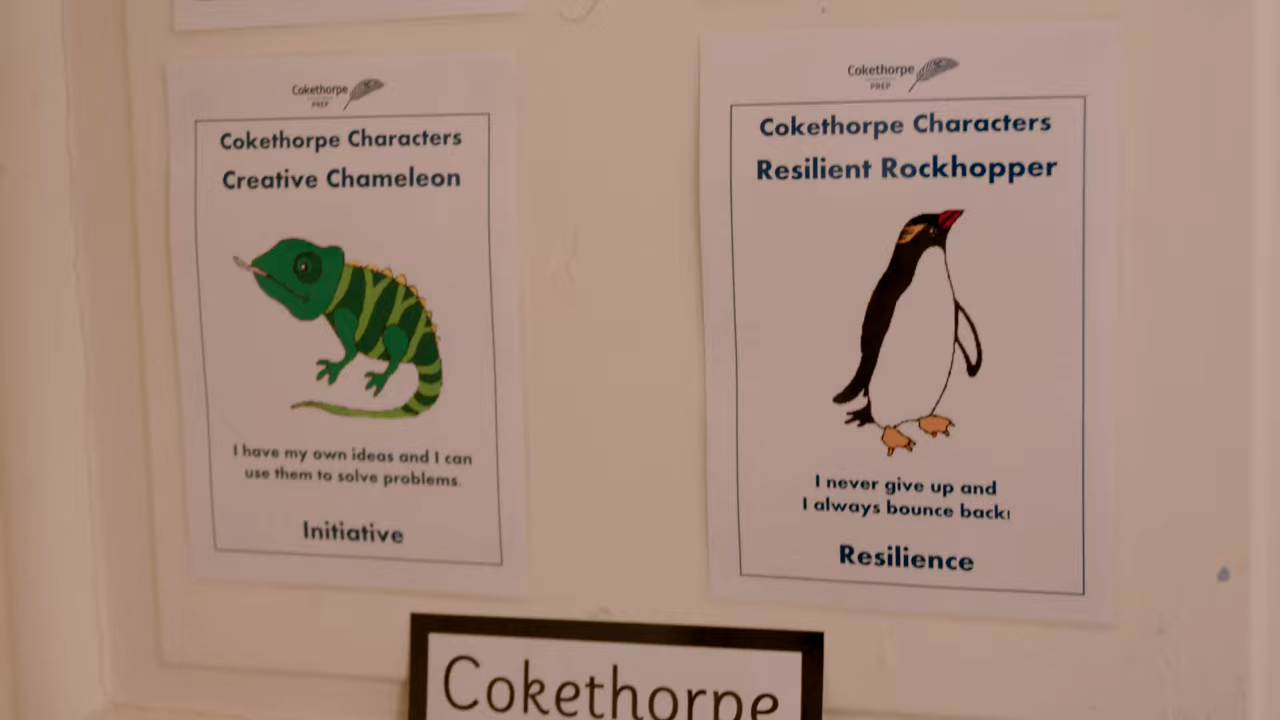 Cokethorpe
PREP
Cokethorpe Characters
Creative Chameleon
I have my own ideas and I can
use them to solve problems.
Initiative
Cokethorpe
PREP
Cokethorpe Characters
Resilient Rockhopper
I never give up and
I always bounce back!
Resilience
Cokethorpe